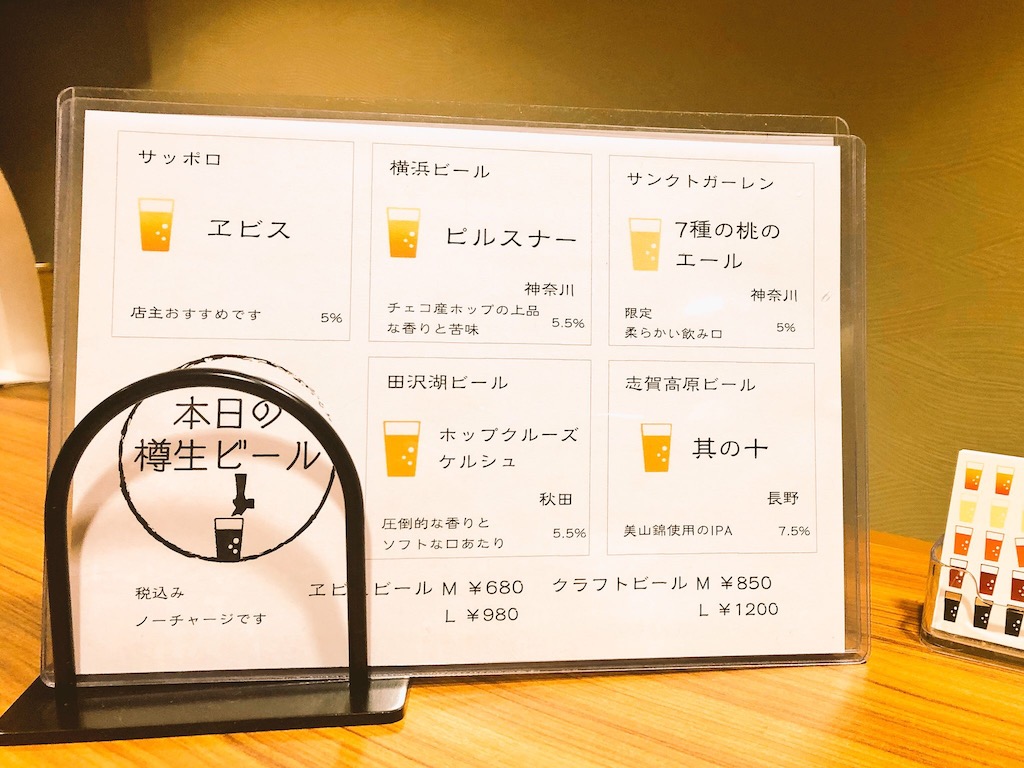 サッポロ
ヱビス
店主おすすめです
5%
横浜ビール
ピルスナー
神奈川
チェコ産ホップの上品
な香りと苦味
5.5%
サンクトガーレン
7種の桃の
エール
神奈川
限定
柔らかい飲み口
5%
本日の
樽生ビール
田沢湖ビール
ホップクルーズ
ケルシュ
秋田
圧倒的な香りと
ソフトな口あたり
5.5%
志賀高原ビール
其の十
長野
美山錦使用のIPA
7.5%
税込み
ノーチャージです
ヱビスビール M ¥680
L ¥980
クラフトビール M ¥850
L ¥1200